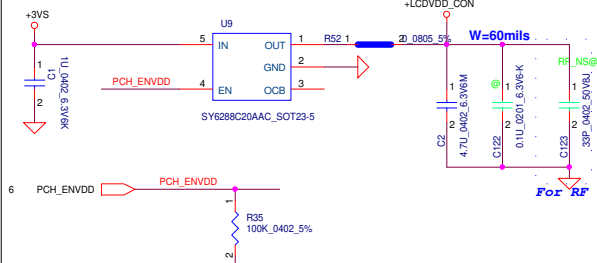 +3VS
+LCDVDD_CON
U9
R52 1 2 0_0805_5%
W=60mils
5 IN OUT 1
GND 2
PCH_ENVDD 4 EN OCB 3
SY6288C20AAC_SOT23-5
1
C1
1U_0402_6.3V6K
2
1
2
C2
4.7U_0402_6.3V6M
@
1
2
C122
0.1U_0201_6.3V6-K
RF_NS@
1
2
C123
33P_0402_50V8J
For RF
6 PCH_ENVDD PCH_ENVDD
1
R35
100K_0402_5%
2